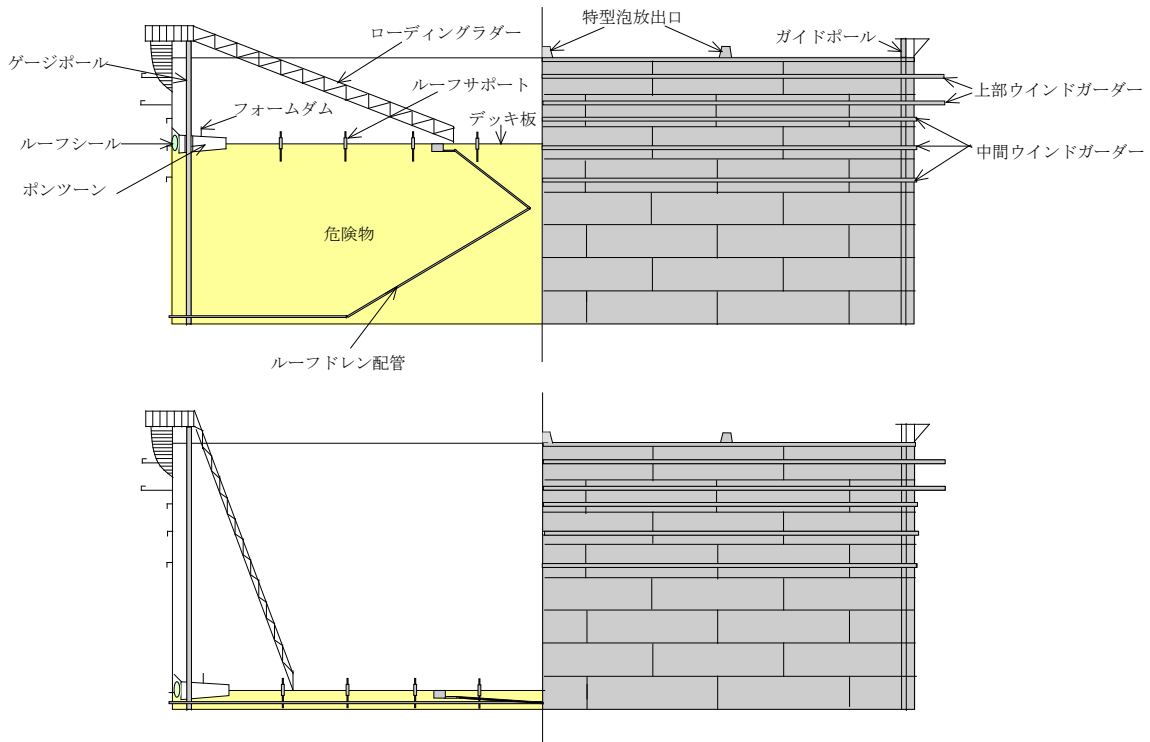 特型泡放出口
ローディングラダー
ガイドポール
ゲージポール
ルーフサポート
上部ウインドガーダー
フォームダム
デッキ板
ルーフシール
中間ウインドガーダー
ポンツーン
危険物
ルーフドレン配管